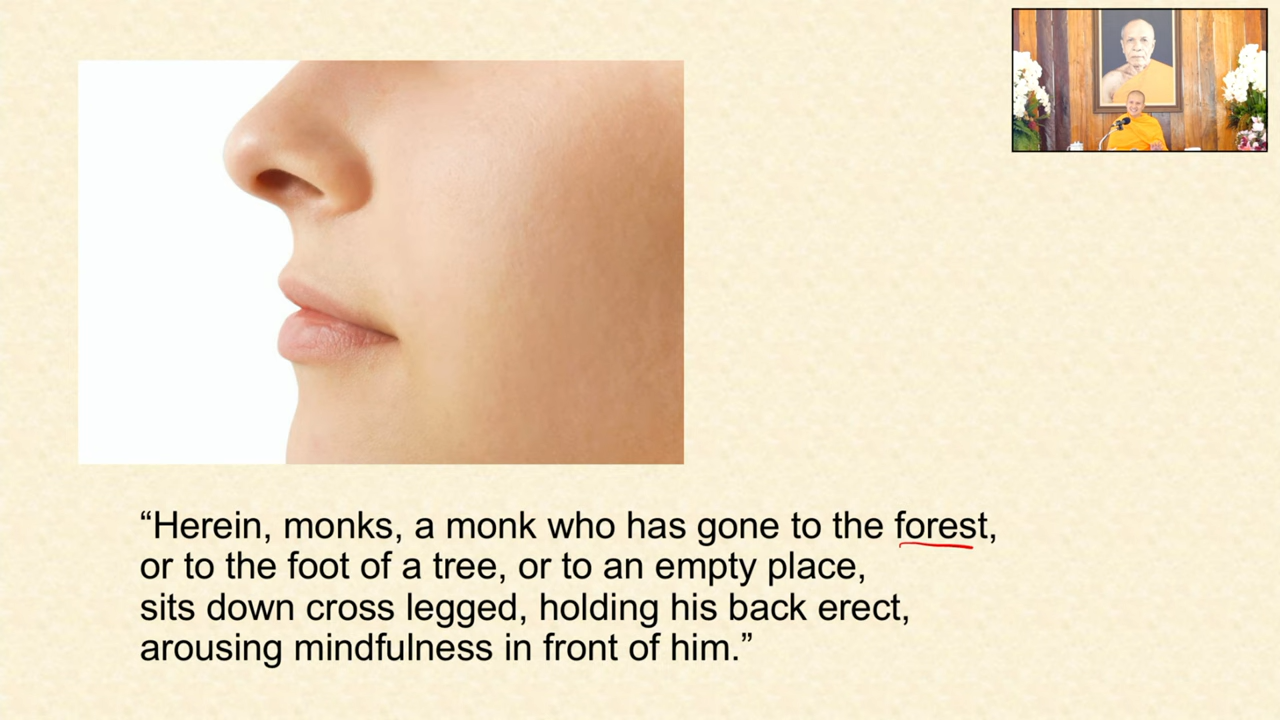 “Herein, monks, a monk who has gone to the forest,
or to the foot of a tree, or to an empty place,
sits down cross legged, holding his back erect,
arousing mindfulness in front of him.”